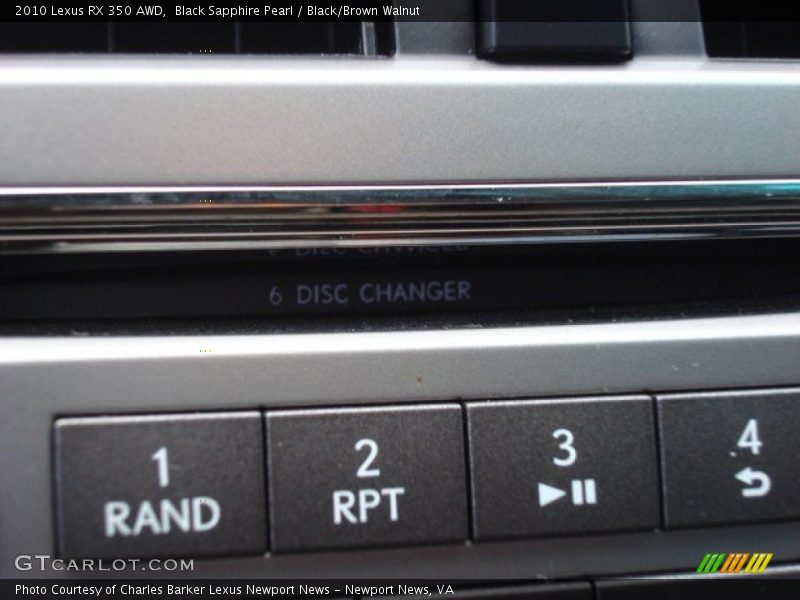 2010 Lexus RX 350 AWD,  Black Sapphire Pearl / Black/Brown Walnut
6 DISC CHANGER
1 2 3 4
RAND RPT
GTCARLOT.COM
Photo Courtesy of Charles Barker Lexus Newport News – Newport News, VA